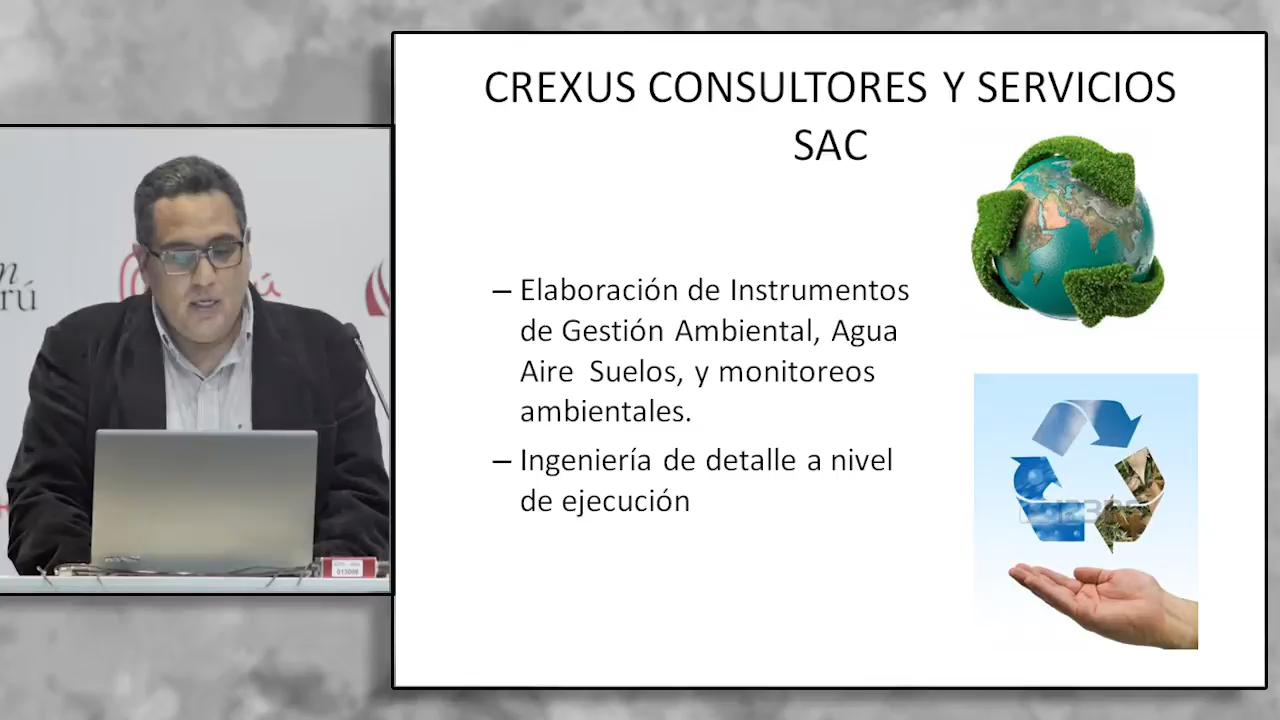 CREXUS CONSULTORES Y SERVICIOS
SAC
– Elaboración de Instrumentos
de Gestión Ambiental, Agua
Aire Suelos, y monitoreos
ambientales.
– Ingeniería de detalle a nivel
de ejecución
rú
ú